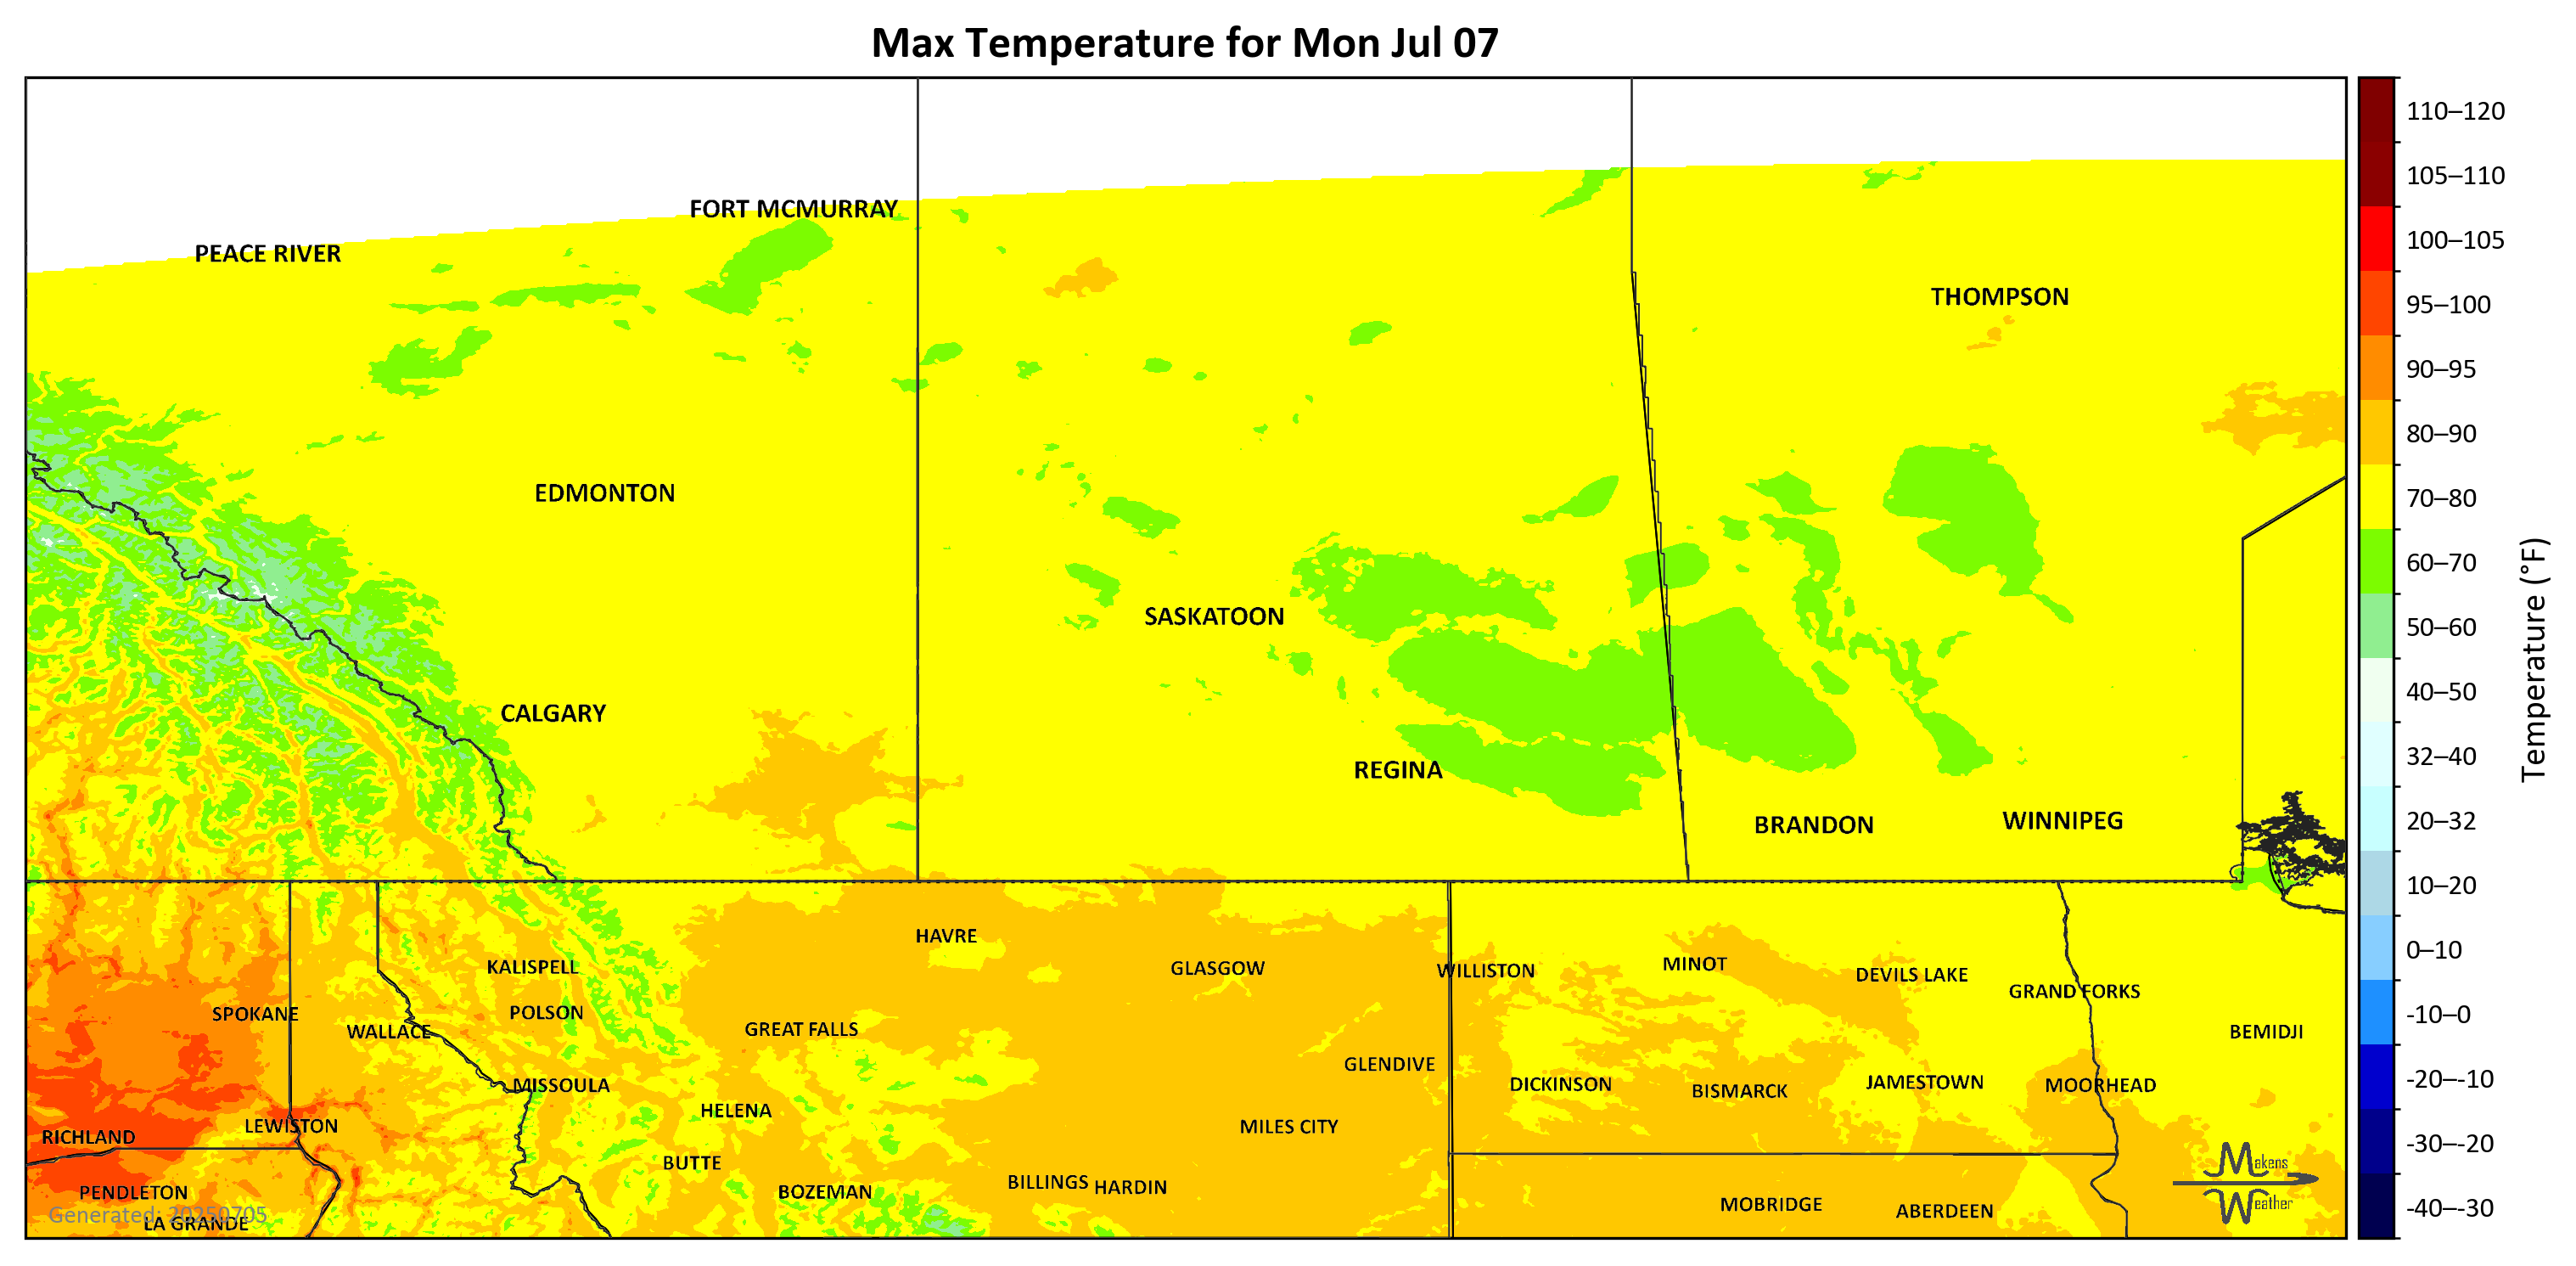 Max Temperature for Mon Jul 07
FORT MCMURRAY
PEACE RIVER
THOMPSON
EDMONTON
SASKATOON
CALGARY
REGINA
BRANDON
WINNIPEG
HAVRE
KALISPELL
GLASGOW
WILLISTON
MINOT
DEVILS LAKE
GRAND FORKS
SPOKANE
POLSON
WALLACE
GREAT FALLS
BEMIDJI
GLENDIVE
MISSOULA
DICKINSON
BISMARCK
JAMESTOWN
MOORHEAD
HELENA
LEWISTON
MILES CITY
RICHLAND
BUTTE
BILLINGS
HARDIN
PENDLETON
BOZEMAN
MOBRIDGE
ABERDEEN
LA GRANDE
Generated: 20250705
Makens
Weather
110–120
105–110
100–105
95–100
90–95
80–90
70–80
60–70
50–60
40–50
32–40
20–32
10–20
0–10
-10–0
-20–-10
-30–-20
-40–-30
Temperature (°F)